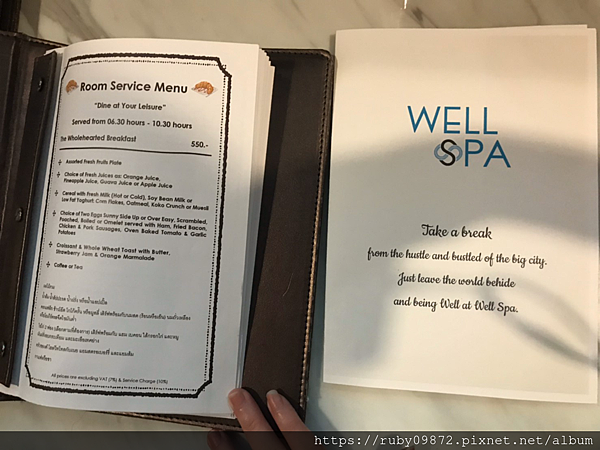 Room Service Menu
"Dine at Your Leisure"
Served from 06.30 hours - 10.30 hours
The Wholehearted Breakfast 550.-
Assorted Fresh Fruits Plate
Choice of Fresh Juices as: Orange Juice,
Pineapple Juice, Guava Juice or Apple Juice
Cereal with Fresh Milk (Hot or Cold), Soy Bean Milk or
Low Fat Yoghurt: Corn Flakes, Oatmeal, Koko Crunch or Muesli
Choice of Two Eggs Sunny Side Up or Over Easy, Scrambled,
Poached, Boiled or Omelet served with Ham, Fried Bacon,
Chicken & Pork Sausages, Oven Baked Tomato & Garlic
Potatoes
Croissant & Whole Wheat Toast with Butter,
Strawberry Jam & Orange Marmalade
Coffee or Tea
All prices are excluding VAT (7%) & Service Charge (10%)
WELL
SPA
Take a break
from the hustle and bustled of the big city.
Just leave the world behide
and being Well at Well Spa.
https://ruby09872.pixnet.net/album